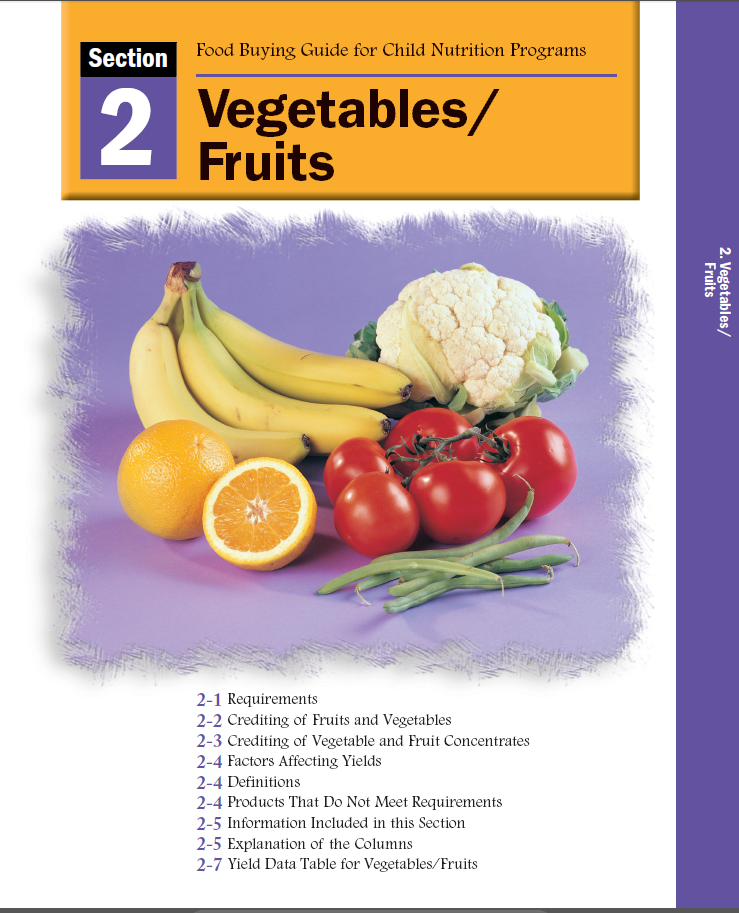 Section
2
Food Buying Guide for Child Nutrition Programs
Vegetables/
Fruits
2. Vegetables/
Fruits
2-1 Requirements
2-2 Crediting of Fruits and Vegetables
2-3 Crediting of Vegetable and Fruit Concentrates
2-4 Factors Affecting Yields
2-4 Definitions
2-4 Products That Do Not Meet Requirements
2-5 Information Included in this Section
2-5 Explanation of the Columns
2-7 Yield Data Table for Vegetables/Fruits